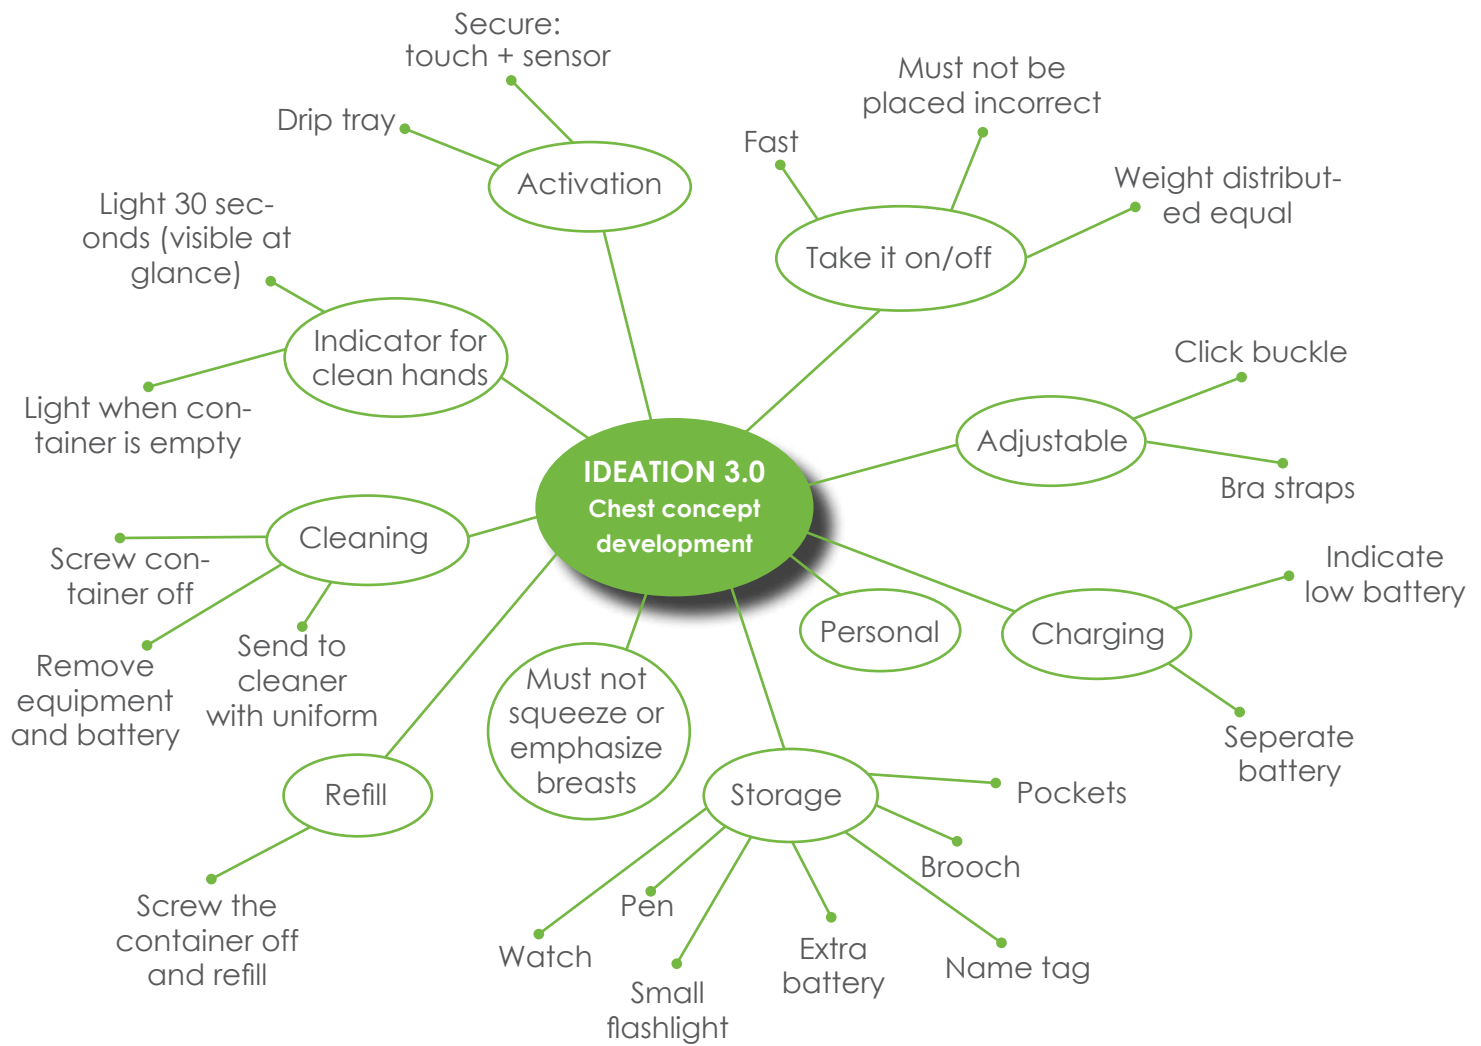 Secure:
touch + sensor
Drip tray
Activation
Must not be
placed incorrect
Fast
Weight distribut-
ed equal
Take it on/off
Light 30 sec-
onds (visible at
glance)
Indicator for
clean hands
Light when con-
tainer is empty
Click buckle
Adjustable
Bra straps
IDEATION 3.0
Chest concept
development
Cleaning
Screw con-
tainer off
Remove
equipment
and battery
Send to
cleaner
with uniform
Indicate
low battery
Charging
Seperate
battery
Personal
Must not
squeeze or
emphasize
breasts
Refill
Screw the
container off
and refill
Storage
Pockets
Brooch
Pen
Watch
Small
flashlight
Extra
battery
Name tag